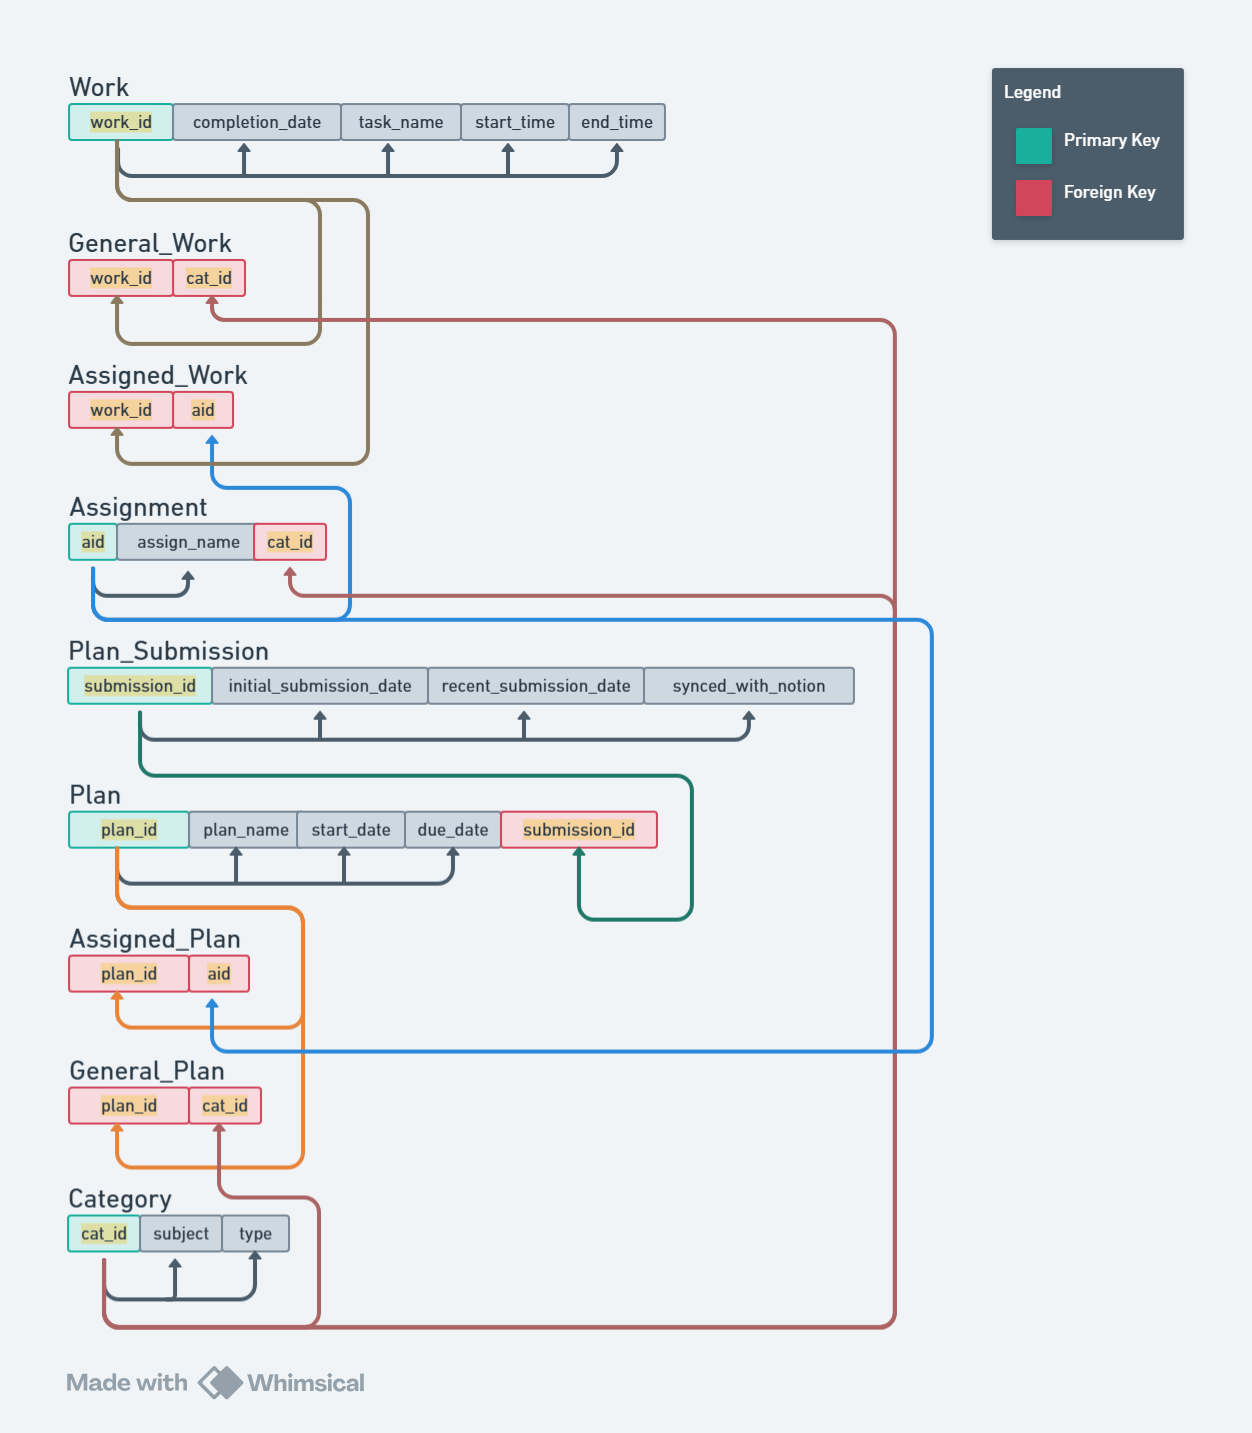 Work
work_id completion_date task_name start_time end_time
Legend
Primary Key
Foreign Key
General_Work
work_id cat_id
Assigned_Work
work_id aid
Assignment
aid assign_name cat_id
Plan_Submission
submission_id initial_submission_date recent_submission_date synced_with_notion
Plan
plan_id plan_name start_date due_date submission_id
Assigned_Plan
plan_id aid
General_Plan
plan_id cat_id
Category
cat_id subject type
Made with Whimsical